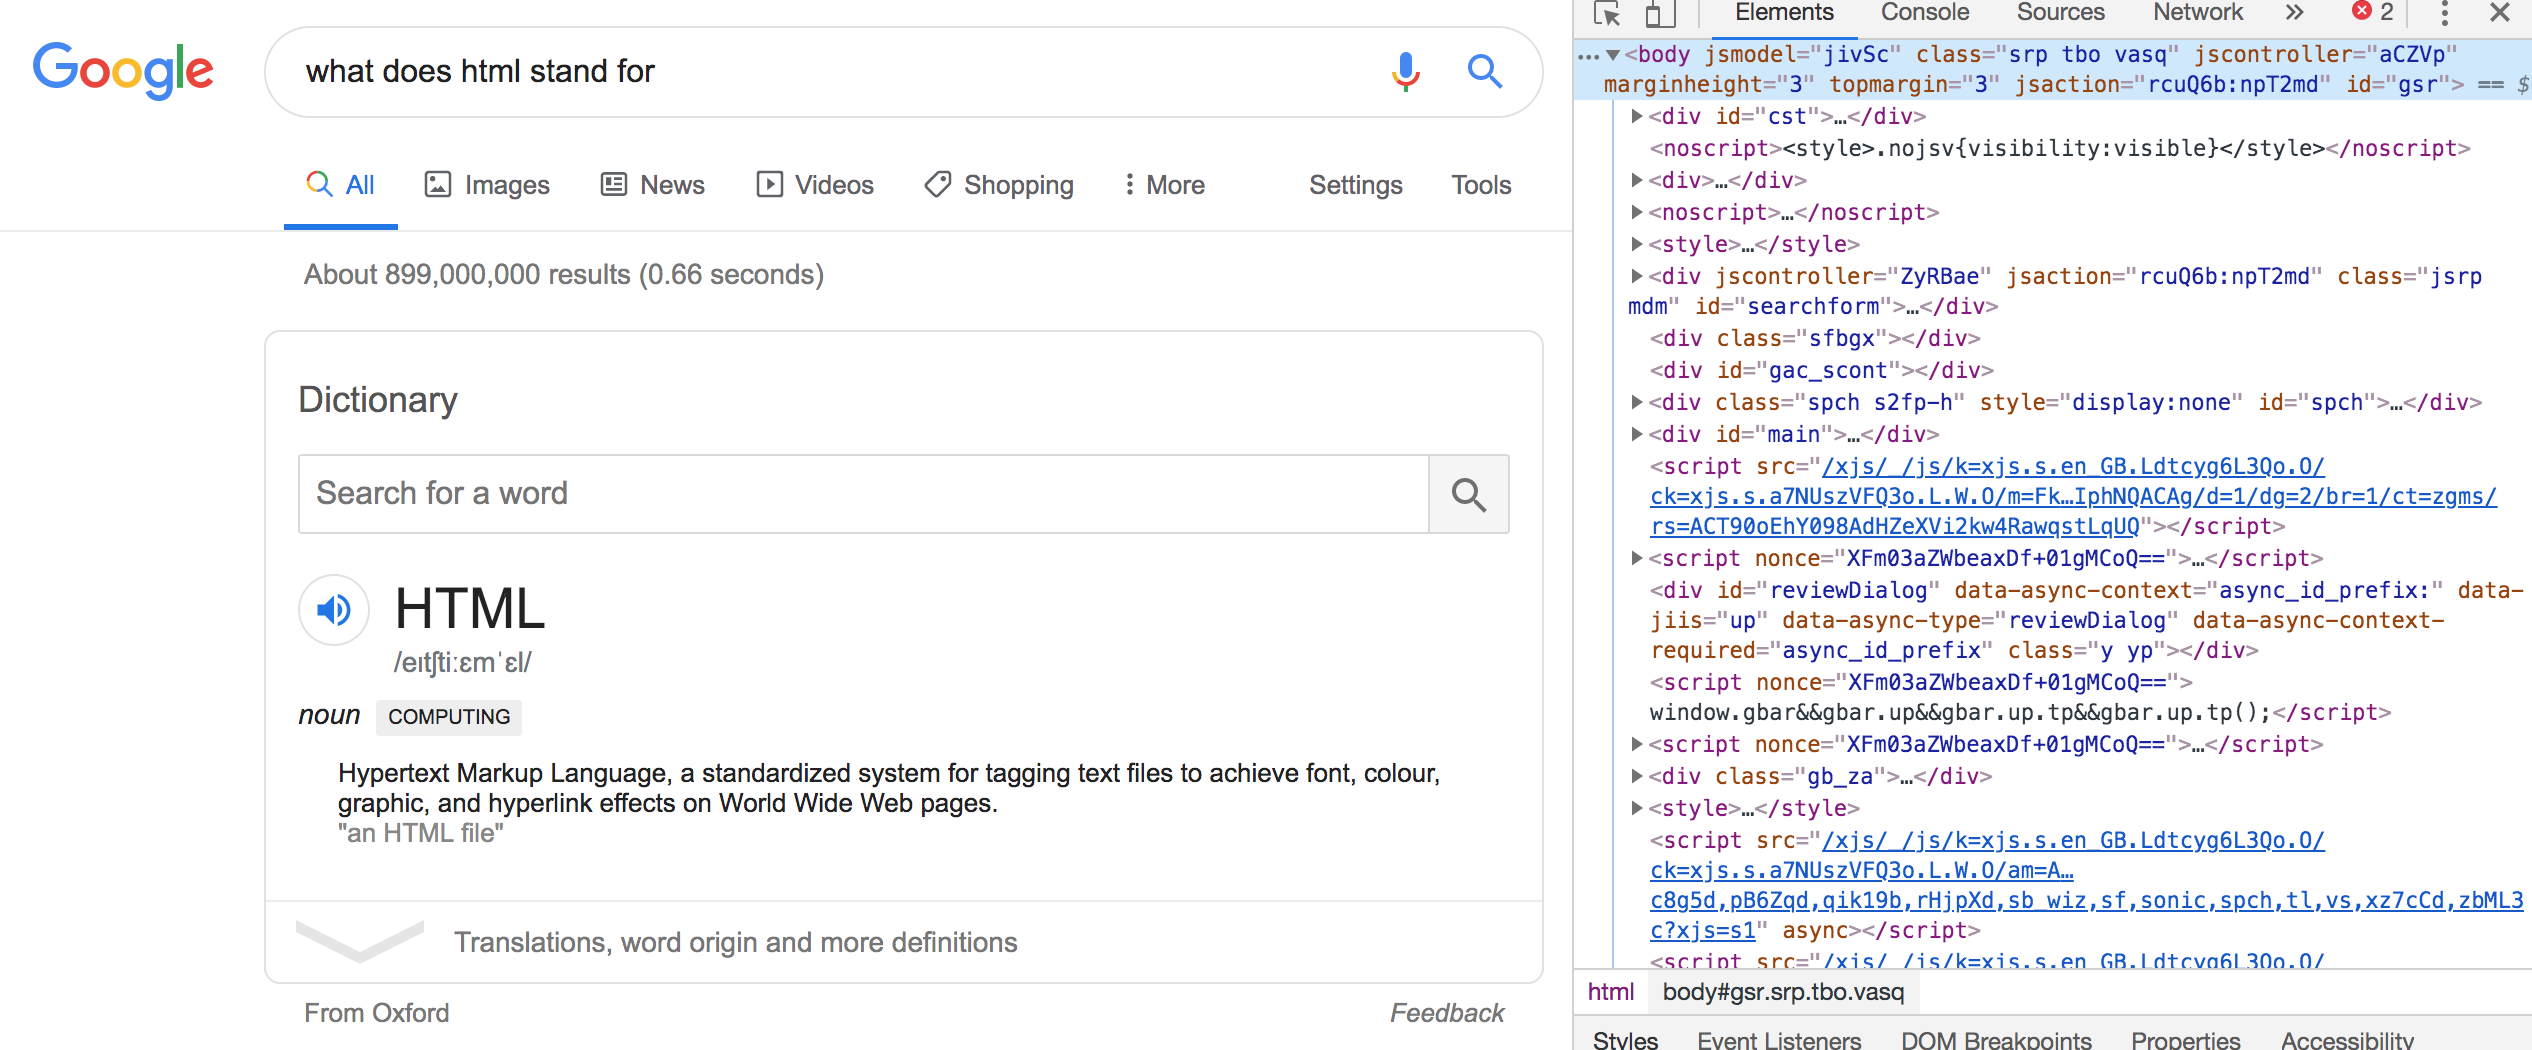 Google
what does html stand for
All Images News Videos Shopping More Settings Tools
About 899,000,000 results (0.66 seconds)
Dictionary
Search for a word
HTML
/eɪtʃtiːɛmˈɛl/
noun COMPUTING
Hypertext Markup Language, a standardized system for tagging text files to achieve font, colour,
graphic, and hyperlink effects on World Wide Web pages.
"an HTML file"
Translations, word origin and more definitions
From Oxford Feedback
Elements Console Sources Network » 2
…<body jsmodel="jivSc" class="srp tbo vasq" jscontroller="aCZVp"
marginheight="3" topmargin="3" jsaction="rcuQ6b:npT2md" id="gsr"> == $
<div id="cst">…</div>
<noscript><style>.nojsv{visibility:visible}</style></noscript>
<div>…</div>
<noscript>…</noscript>
<style>…</style>
<div jscontroller="ZyRBae" jsaction="rcuQ6b:npT2md" class="jsrp
mdm" id="searchform">…</div>
<div class="sfbgx"></div>
<div id="gac_scont"></div>
<div class="spch s2fp-h" style="display:none" id="spch">…</div>
<div id="main">…</div>
<script src="/xjs/_/js/k=xjs.s.en_GB.Ldtcyg6L3Qo.O/
ck=xjs.s.a7NUszVFQ3o.L.W.O/m=Fk…IphNQACAg/d=1/dg=2/br=1/ct=zgms/
rs=ACT90oEhY098AdHZeXVi2kw4RawqstLqUQ"></script>
<script nonce="XFm03aZWbeaxDf+01gMCoQ==">…</script>
<div id="reviewDialog" data-async-context="async_id_prefix:" data-
jiis="up" data-async-type="reviewDialog" data-async-context-
required="async_id_prefix" class="y yp"></div>
<script nonce="XFm03aZWbeaxDf+01gMCoQ==">
window.gbar&&gbar.up&&gbar.up.tp&&gbar.up.tp();</script>
<script nonce="XFm03aZWbeaxDf+01gMCoQ==">…</script>
<div class="gb_za">…</div>
<style>…</style>
<script src="/xjs/_/js/k=xjs.s.en_GB.Ldtcyg6L3Qo.O/
ck=xjs.s.a7NUszVFQ3o.L.W.O/am=A…
c8g5d,pB6Zqd,qik19b,rHjpXd,sb_wiz,sf,sonic,spch,tl,vs,xz7cCd,zbML3
c?xjs=s1" async></script>
<script src="/xjs/_/js/k=xjs.s.en_GB.Ldtcyg6L3Qo.O/
html body#gsr.srp.tbo.vasq
Styles Event Listeners DOM Breakpoints Properties Accessibility